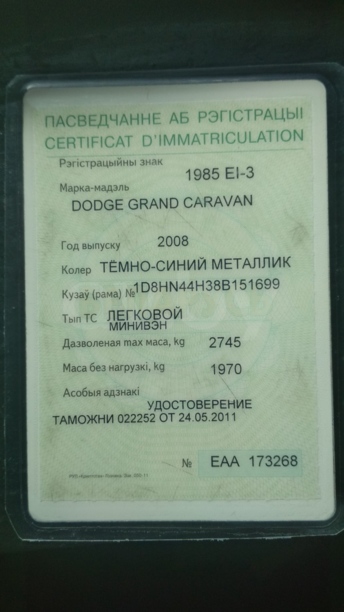 ПАСВЕДЧАННЕ АБ РЭГІСТРАЦЫІ
CERTIFICAT D'IMMATRICULATION
Рэгістрацыйны знак 1985 EI-3
Марка-мадэль
DODGE GRAND CARAVAN
Год выпуску 2008
Колер ТЁМНО-СИНИЙ МЕТАЛЛИК
Кузаў (рама) № 1D8HN44H38B151699
Тып ТС ЛЕГКОВОЙ
МИНИВЭН
Дазволеная max маса, kg 2745
Маса без нагрузкі, kg 1970
Асобыя адзнакі
УДОСТОВЕРЕНИЕ
ТАМОЖНИ 022252 ОТ 24.05.2011
№ EAA 173268